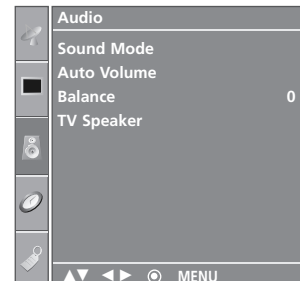 Audio
Sound Mode
Auto Volume
Balance 0
TV Speaker
▲▼ ◄► MENU